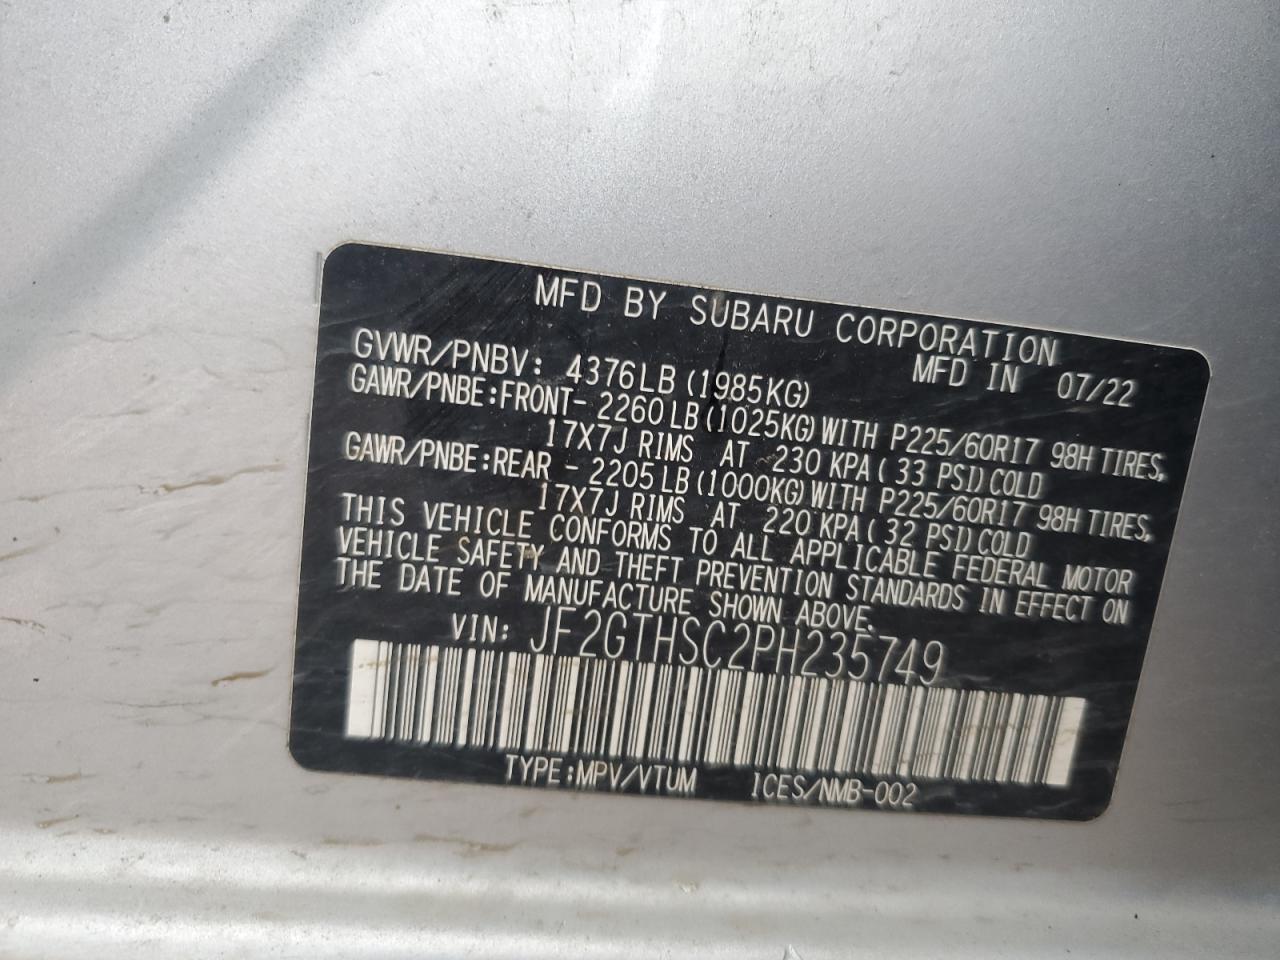 MFD BY SUBARU CORPORATION
MFD IN 07/22
GVWR/PNBV: 4376LB (1985KG)
GAWR/PNBE:FRONT- 2260LB(1025KG)WITH P225/60R17 98H TIRES,
17X7J RIMS AT 230 KPA( 33 PSI)COLD
GAWR/PNBE:REAR - 2205LB(1000KG)WITH P225/60R17 98H TIRES,
17X7J RIMS AT 220 KPA( 32 PSI)COLD
THIS VEHICLE CONFORMS TO ALL APPLICABLE FEDERAL MOTOR
VEHICLE SAFETY AND THEFT PREVENTION STANDARDS IN EFFECT ON
THE DATE OF MANUFACTURE SHOWN ABOVE.
VIN: JF2GTHSC2PH235749
TYPE:MPV/VTUM ICES/NMB-002